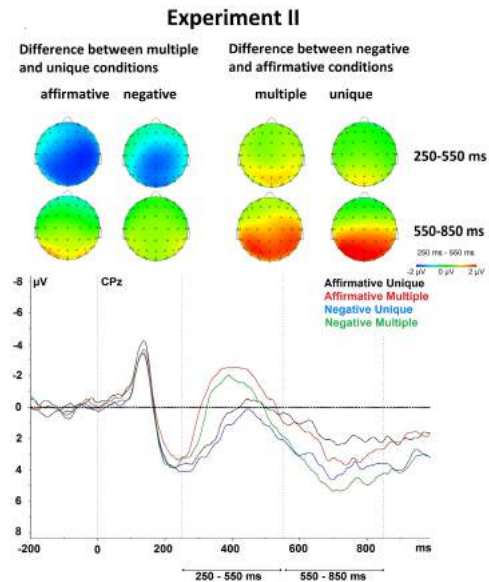 Experiment II
Difference between multiple
and unique conditions
Difference between negative
and affirmative conditions
affirmative negative
multiple unique
250-550 ms
550-850 ms
250 ms - 550 ms
-2 µV 0 µV 2 µV
Affirmative Unique
Affirmative Multiple
Negative Unique
Negative Multiple
-8 µV CPz
-6
-4
-2
0
2
4
6
8
-200 0 200 400 600 800 ms
250 - 550 ms 550 - 850 ms